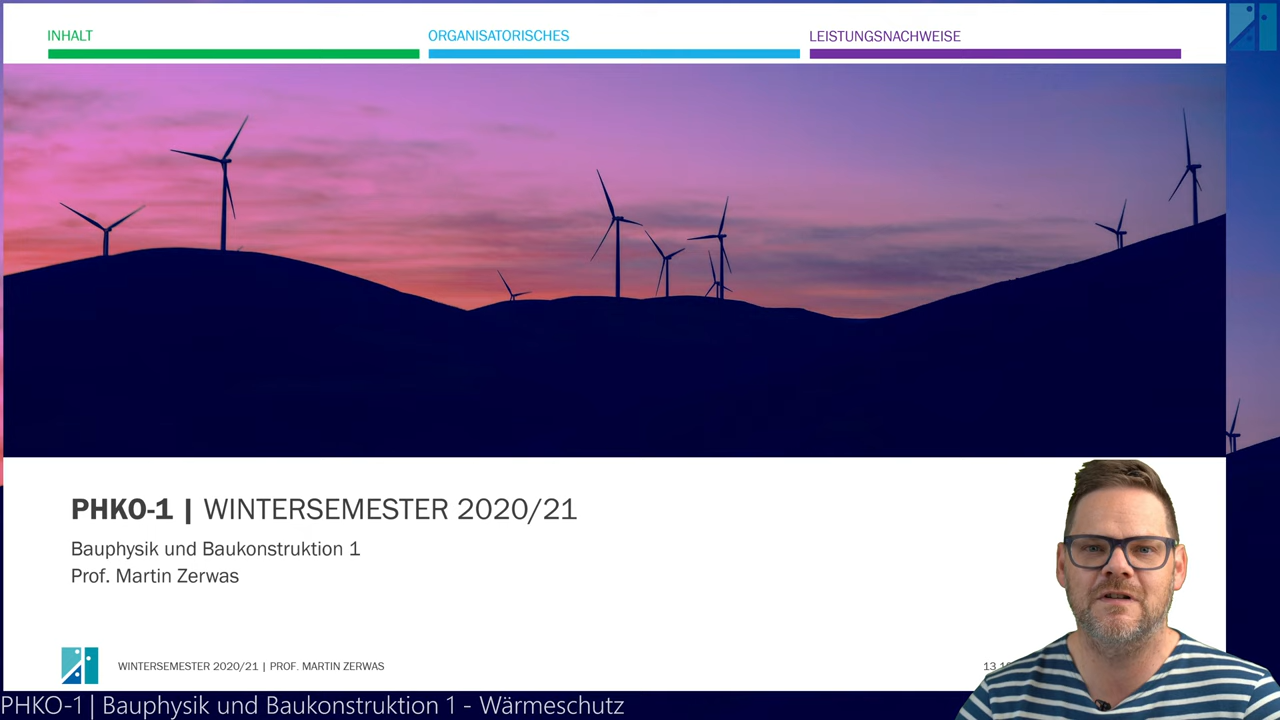 INHALT
ORGANISATORISCHES
LEISTUNGSNACHWEISE
PHKO-1 | WINTERSEMESTER 2020/21
Bauphysik und Baukonstruktion 1
Prof. Martin Zerwas
WINTERSEMESTER 2020/21 | PROF. MARTIN ZERWAS
PHKO-1 | Bauphysik und Baukonstruktion 1 - Wärmeschutz